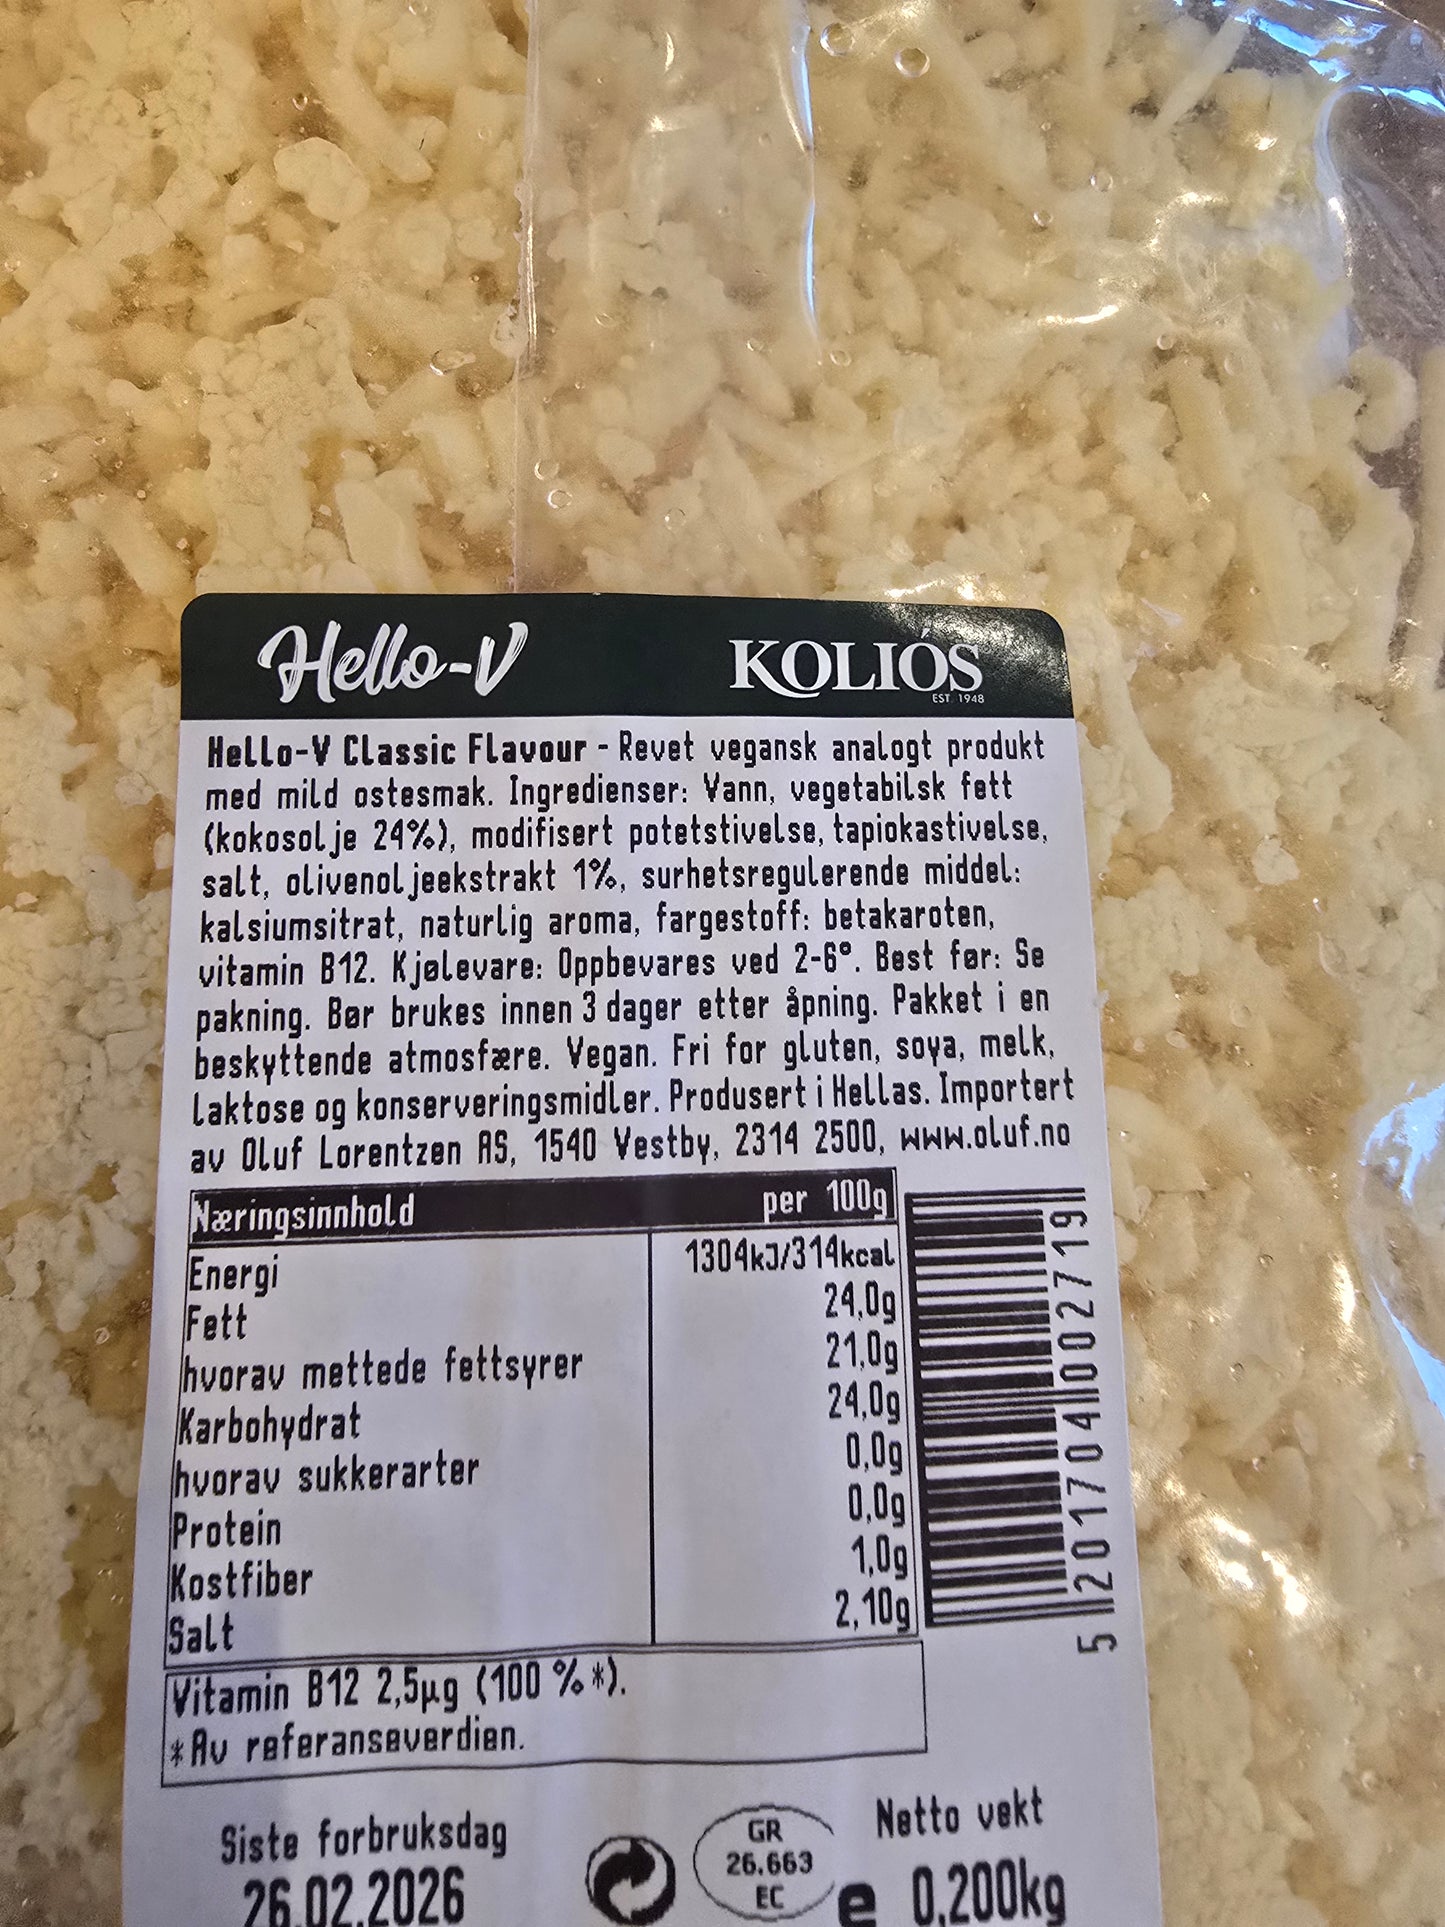 Hello-V KOLIÓS
EST. 1948
Hello-V Classic Flavour - Revet vegansk analogt produkt
med mild ostesmak. Ingredienser: Vann, vegetabilsk fett
(kokosolje 24%), modifisert potetstivelse, tapiokastivelse,
salt, olivenoljeekstrakt 1%, surhetsregulerende middel:
kalsiumsitrat, naturlig aroma, fargestoff: betakaroten,
vitamin B12. Kjølevare: Oppbevares ved 2-6°. Best før: Se
pakning. Bør brukes innen 3 dager etter åpning. Pakket i en
beskyttende atmosfære. Vegan. Fri for gluten, soya, melk,
laktose og konserveringsmidler. Produsert i Hellas. Importert
av Oluf Lorentzen AS, 1540 Vestby, 2314 2500, www.oluf.no
Næringsinnhold per 100g
Energi 1304kJ/314kcal
Fett 24,0g
hvorav mettede fettsyrer 21,0g
Karbohydrat 24,0g
hvorav sukkerarter 0,0g
Protein 0,0g
Kostfiber 1,0g
Salt 2,10g
Vitamin B12 2,5µg (100 %*).
*Av referanseverdien.
5 201704 002719
Siste forbruksdag
26.02.2026
GR
26.663
EC
Netto vekt
e 0,200kg